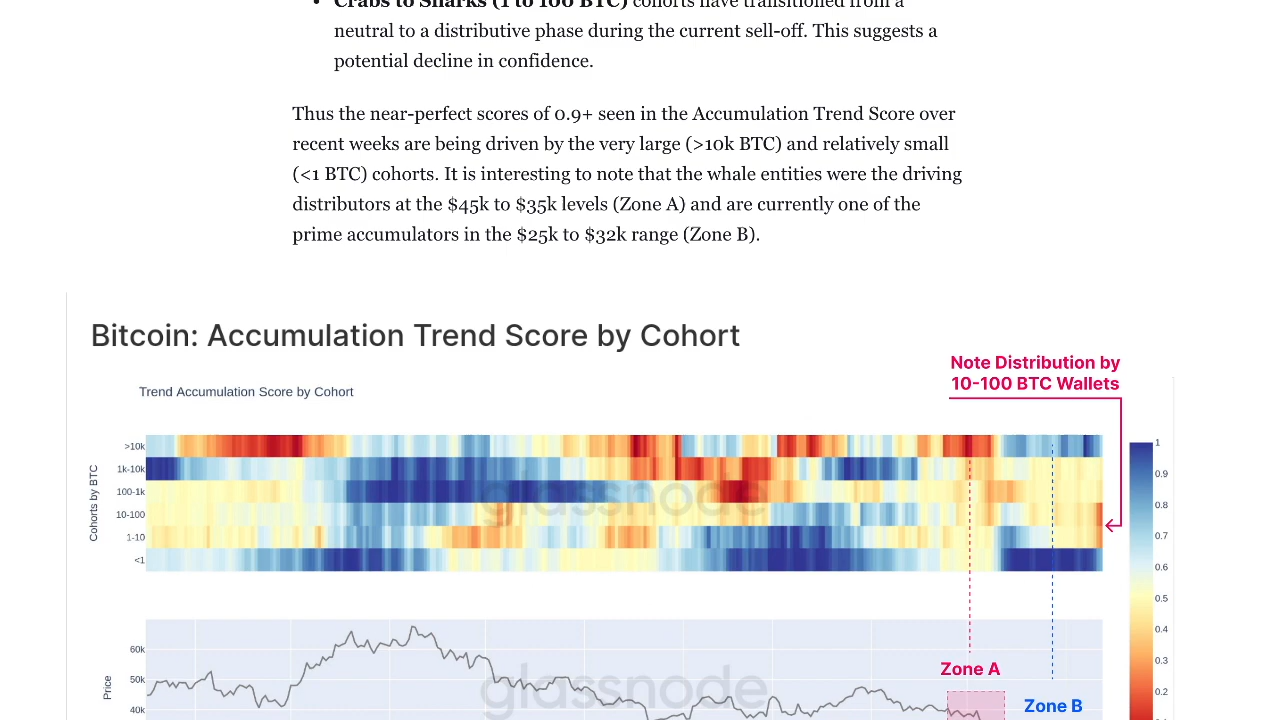 • Crabs to Sharks (1 to 100 BTC) cohorts have transitioned from a
neutral to a distributive phase during the current sell-off. This suggests a
potential decline in confidence.
Thus the near-perfect scores of 0.9+ seen in the Accumulation Trend Score over
recent weeks are being driven by the very large (>10k BTC) and relatively small
(<1 BTC) cohorts. It is interesting to note that the whale entities were the driving
distributors at the $45k to $35k levels (Zone A) and are currently one of the
prime accumulators in the $25k to $32k range (Zone B).
Bitcoin: Accumulation Trend Score by Cohort
Note Distribution by
10-100 BTC Wallets
Trend Accumulation Score by Cohort
Cohorts by BTC
>10k
1k-10k
100-1k
10-100
1-10
<1
glassnode
1
0.9
0.8
0.7
0.6
0.5
0.4
0.3
0.2
Price
60k
50k
40k
glassnode
Zone A
Zone B